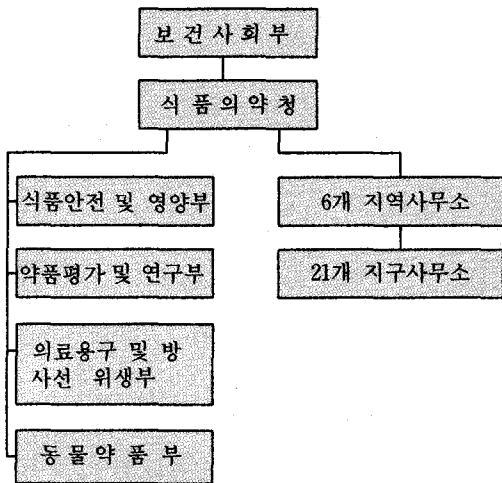 보건사회부
식품의약청
식품안전 및 영양부
약품평가 및 연구부
의료용구 및 방
사선 위생부
동물약품부
6개 지역사무소
21개 지구사무소